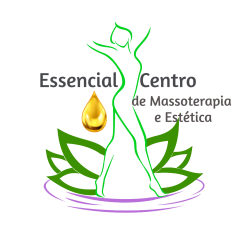 Essencial Centro
de Massoterapia
e Estética